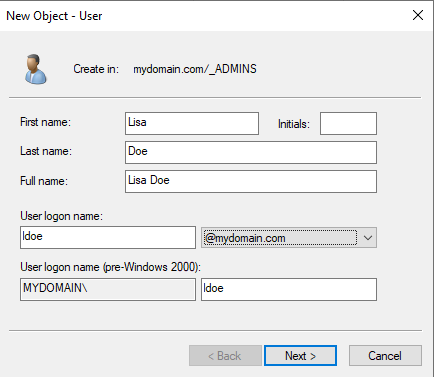 New Object - User
Create in: mydomain.com/_ADMINS
First name: Lisa Initials:
Last name: Doe
Full name: Lisa Doe
User logon name:
ldoe @mydomain.com
User logon name (pre-Windows 2000):
MYDOMAIN\ ldoe
< Back Next > Cancel